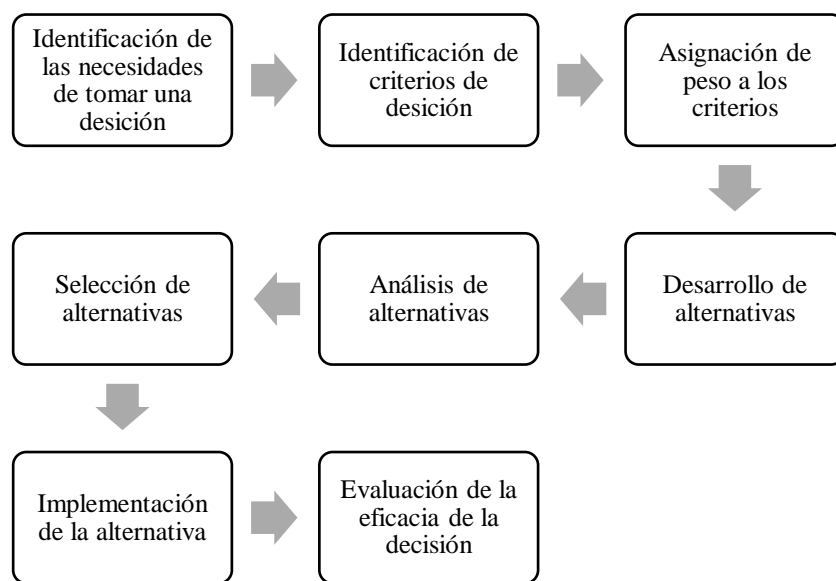 Identificación de
las necesidades
de tomar una
desición
Identificación de
criterios de
desición
Asignación de
peso a los
criterios
Selección de
alternativas
Análisis de
alternativas
Desarrollo de
alternativas
Implementación
de la alternativa
Evaluación de la
eficacia de la
decisión